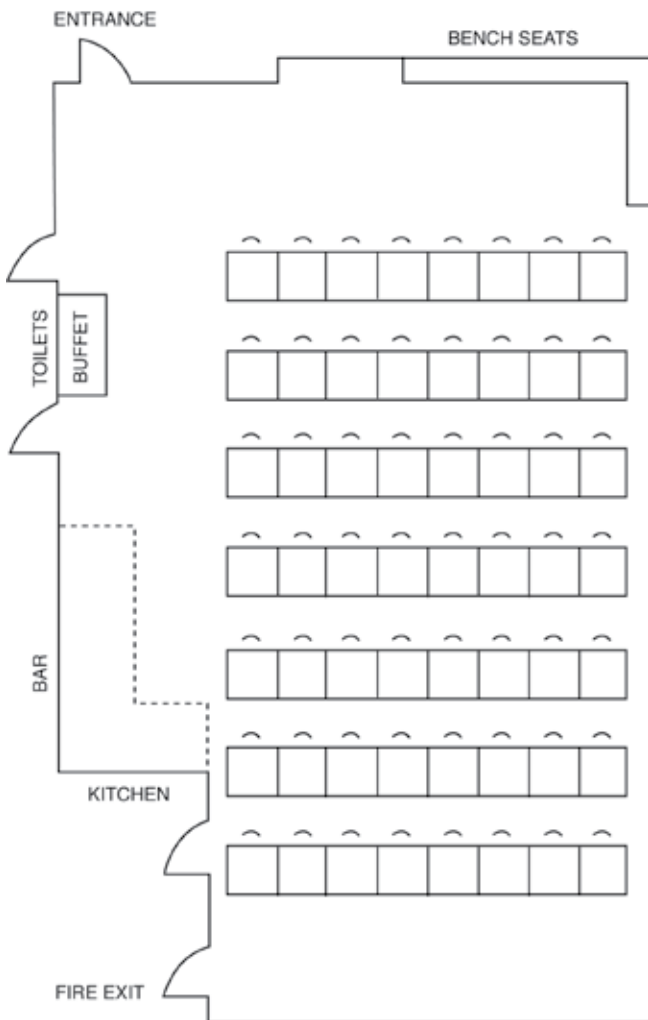 ENTRANCE
BENCH SEATS
TOILETS
BUFFET
BAR
KITCHEN
FIRE EXIT